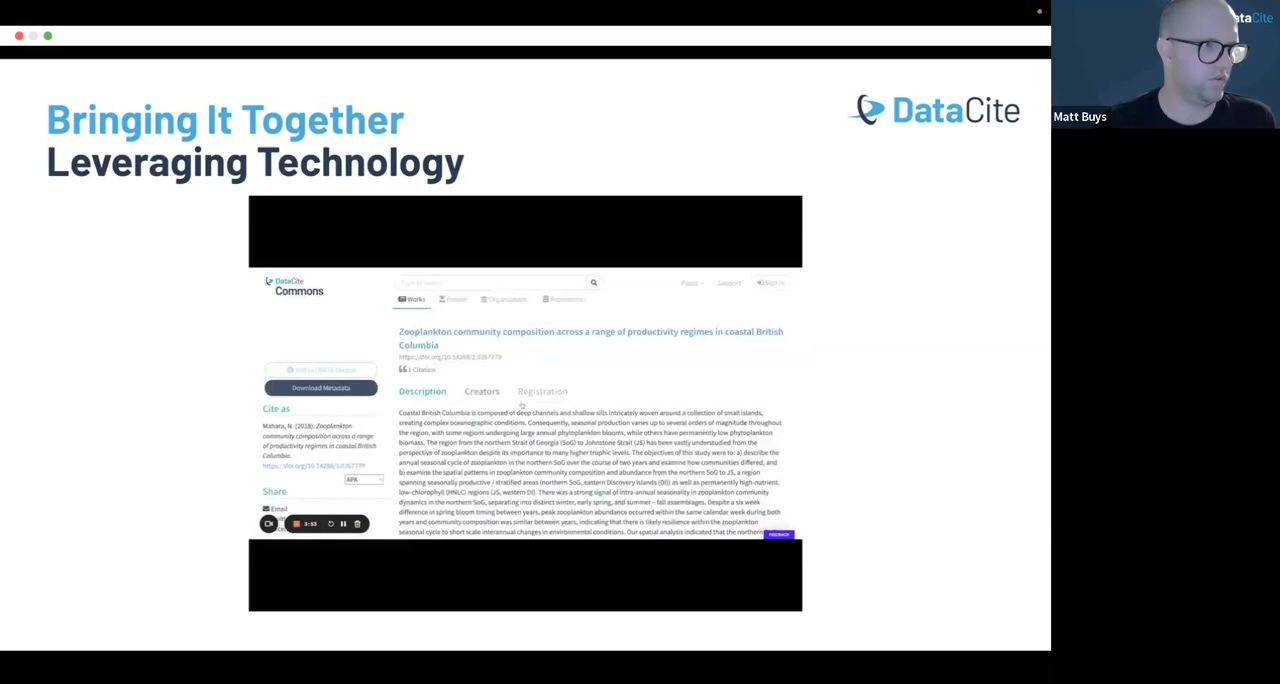 Bringing It Together
Leveraging Technology
DataCite
ataCite
Matt Buys
DataCite
Commons
Type to search...
Works
People
Organizations
Repositories
Pages
Support
Sign In
Zooplankton community composition across a range of productivity regimes in coastal British
Columbia
1 Citation
Download Metadata
Description
Creators
Registration
Cite as
Mahara, N. (2018). Zooplankton
community composition across a range
of productivity regimes in coastal British
Columbia.
APA
Share
Email
3:53
Coastal British Columbia is composed of deep channels and shallow sills intricately woven around a collection of small islands,
creating complex oceanographic conditions. Consequently, seasonal production varies up to several orders of magnitude throughout
the region, with some regions undergoing large annual phytoplankton blooms, while others have permanently low phytoplankton
biomass. The region from the northern Strait of Georgia (SoG) to Johnstone Strait (JS) has been vastly understudied from the
perspective of zooplankton despite its importance to many higher trophic levels. The objectives of this study were to: a) describe the
annual seasonal cycle of zooplankton in the northern SoG over the course of two years and examine how communities differed, and
b) examine the spatial patterns in zooplankton community composition and abundance from the northern SoG to JS, a region
spanning seasonally productive / stratified areas (northern SoG, eastern Discovery Islands (DI)) as well as permanently high-nutrient,
low-chlorophyll (HNLC) regions (JS, western DI). There was a strong signal of intra-annual seasonality in zooplankton community
dynamics in the northern SoG, separating into distinct winter, early spring, and summer – fall assemblages. Despite a six week
difference in spring bloom timing between years, peak zooplankton abundance occurred within the same calendar week during both
years and community composition was similar between years, indicating that there is likely resilience within the zooplankton
seasonal cycle to short scale interannual changes in environmental conditions. Our spatial analysis indicated that the northern
FEEDBACK